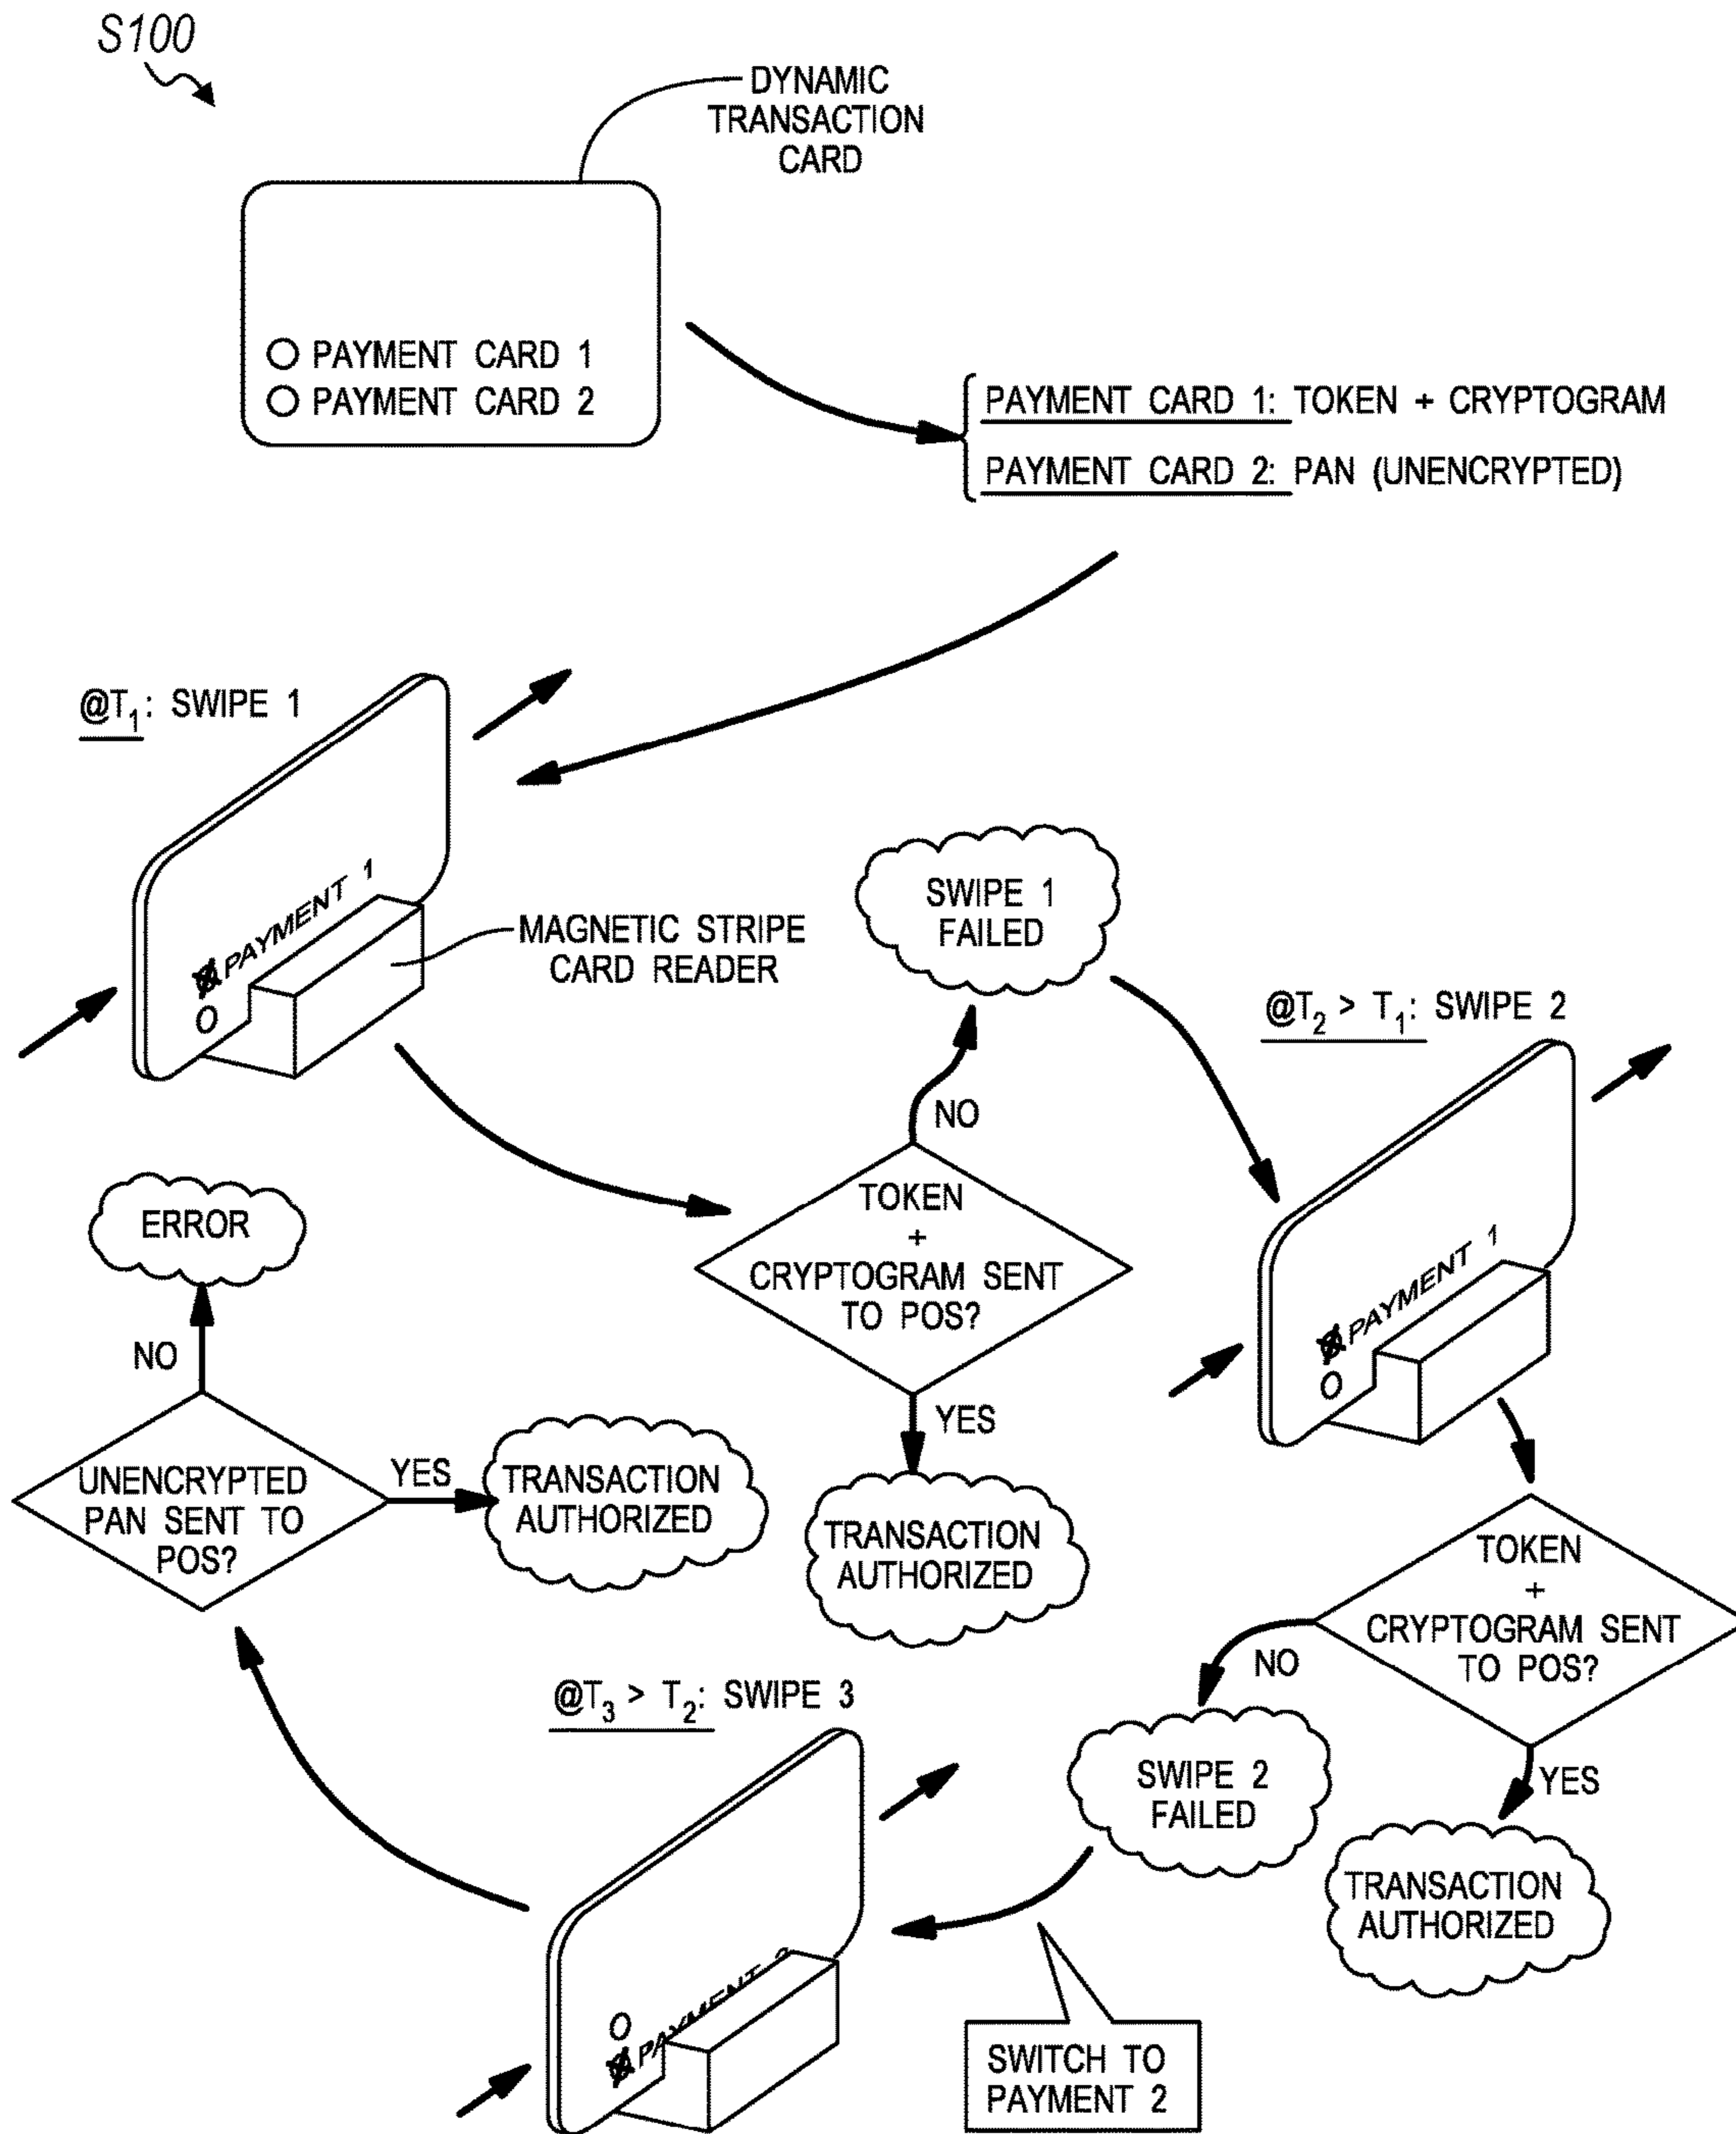 S100
DYNAMIC
TRANSACTION
CARD
PAYMENT CARD 1
PAYMENT CARD 2
PAYMENT CARD 1: TOKEN + CRYPTOGRAM
PAYMENT CARD 2: PAN (UNENCRYPTED)
@T1: SWIPE 1
PAYMENT 1
MAGNETIC STRIPE
CARD READER
SWIPE 1
FAILED
@T2 > T1: SWIPE 2
PAYMENT 1
NO
TOKEN
+
CRYPTOGRAM SENT
TO POS?
YES
TRANSACTION
AUTHORIZED
ERROR
NO
UNENCRYPTED
PAN SENT TO
POS?
YES
TRANSACTION
AUTHORIZED
TOKEN
+
CRYPTOGRAM SENT
TO POS?
NO
SWIPE 2
FAILED
YES
TRANSACTION
AUTHORIZED
@T3 > T2: SWIPE 3
PAYMENT
SWITCH TO
PAYMENT 2